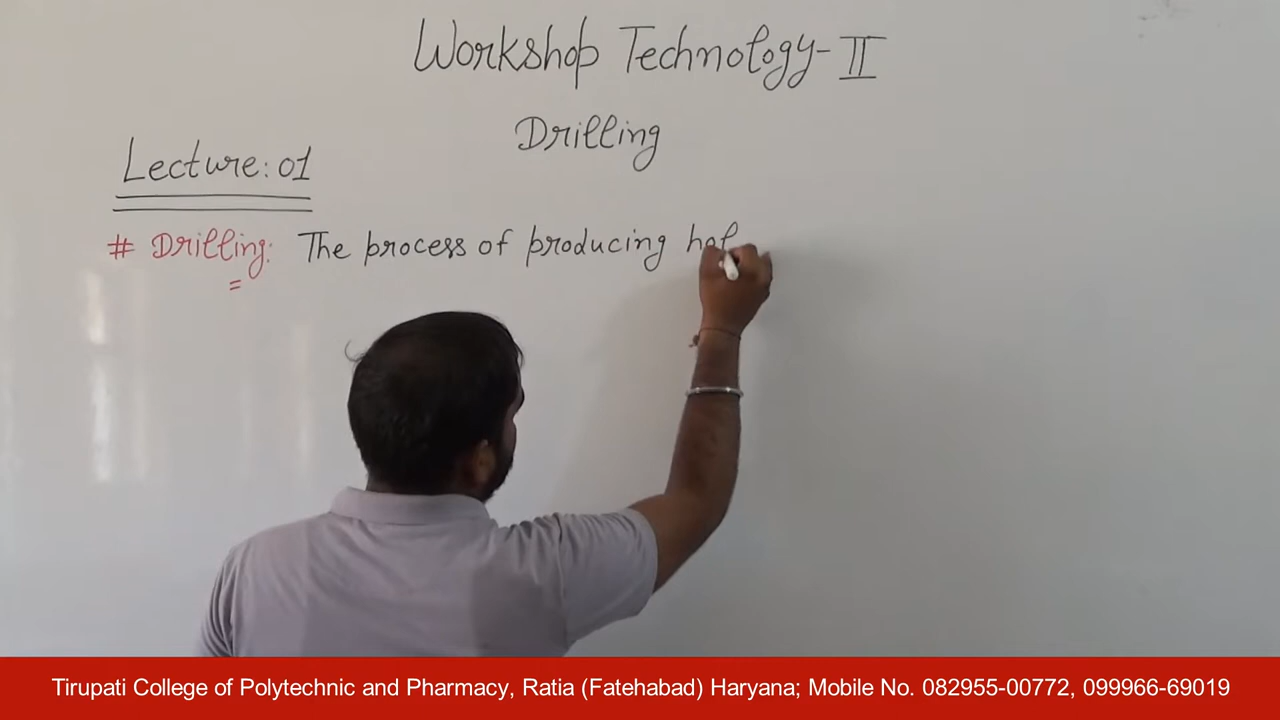 Workshop Technology-II
Drilling
Lecture: 01
# Drilling: The process of producing hol
Tirupati College of Polytechnic and Pharmacy, Ratia (Fatehabad) Haryana; Mobile No. 082955-00772, 099966-69019